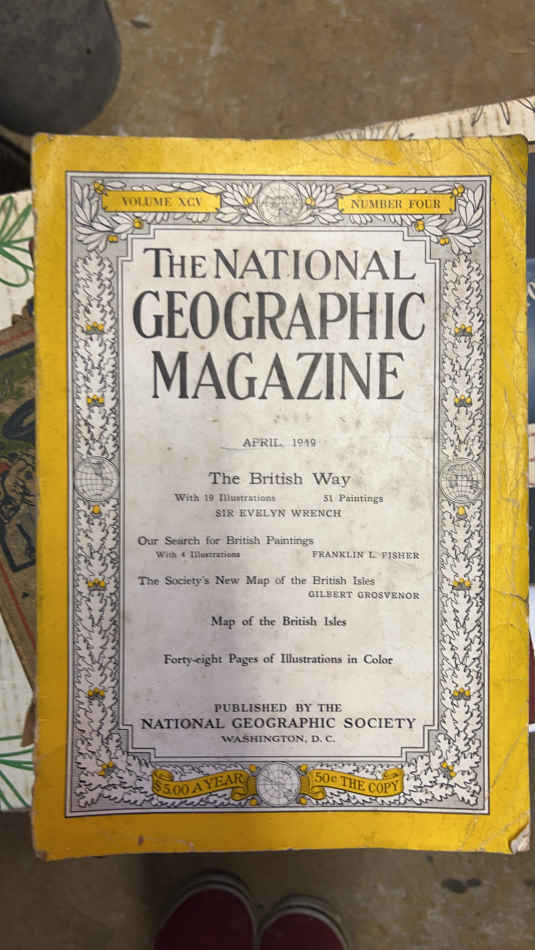 VOLUME XCV NUMBER FOUR
THE NATIONAL
GEOGRAPHIC
MAGAZINE
APRIL, 1949
The British Way
With 19 Illustrations 51 Paintings
SIR EVELYN WRENCH
Our Search for British Paintings
With 4 Illustrations FRANKLIN L. FISHER
The Society's New Map of the British Isles
GILBERT GROSVENOR
Map of the British Isles
Forty-eight Pages of Illustrations in Color
PUBLISHED BY THE
NATIONAL GEOGRAPHIC SOCIETY
WASHINGTON, D. C.
$5.00 A YEAR 50¢ THE COPY